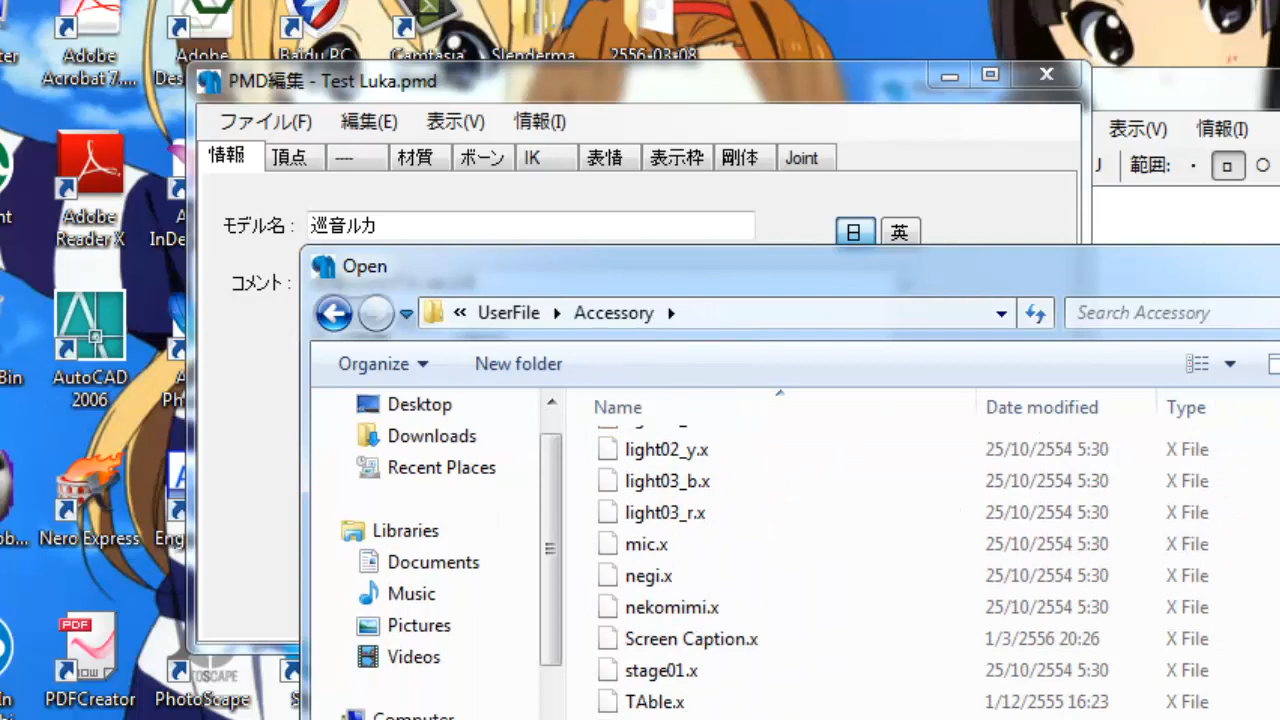 Adobe
Acrobat 7....
Adobe
Baidu PC
Camtasia
Slenderma
2556-03-08
PMD編集 - Test Luka.pmd
ファイル(F) 編集(E) 表示(V) 情報(I)
情報 頂点 ---- 材質 ボーン IK 表情 表示枠 剛体 Joint
モデル名 : 巡音ルカ
日 英
コメント :
表示(V) 情報(I)
範囲:
Adobe
Reader X
InDe
AutoCAD
2006
Bin
Nero Express
Eng
PDFCreator
PhotoScape
Open
« UserFile Accessory
Search Accessory
Organize New folder
Desktop
Downloads
Recent Places
Libraries
Documents
Music
Pictures
Videos
Computer
Name Date modified Type
light02_y.x 25/10/2554 5:30 X File
light03_b.x 25/10/2554 5:30 X File
light03_r.x 25/10/2554 5:30 X File
mic.x 25/10/2554 5:30 X File
negi.x 25/10/2554 5:30 X File
nekomimi.x 25/10/2554 5:30 X File
Screen Caption.x 1/3/2556 20:26 X File
stage01.x 25/10/2554 5:30 X File
TAble.x 1/12/2555 16:23 X File